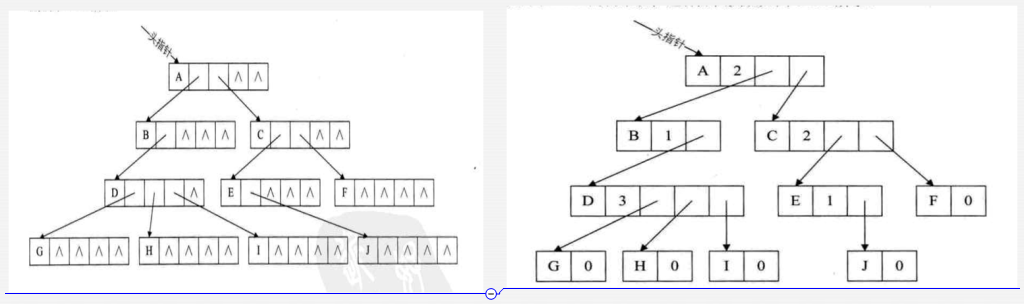 头指针
A ∧ ∧
B ∧ ∧ ∧
C ∧ ∧
D ∧
E ∧ ∧ ∧
F ∧ ∧ ∧ ∧
G ∧ ∧ ∧ ∧
H ∧ ∧ ∧ ∧
I ∧ ∧ ∧ ∧
J ∧ ∧ ∧ ∧
头指针
A 2
B 1
C 2
D 3
E 1
F 0
G 0
H 0
I 0
J 0